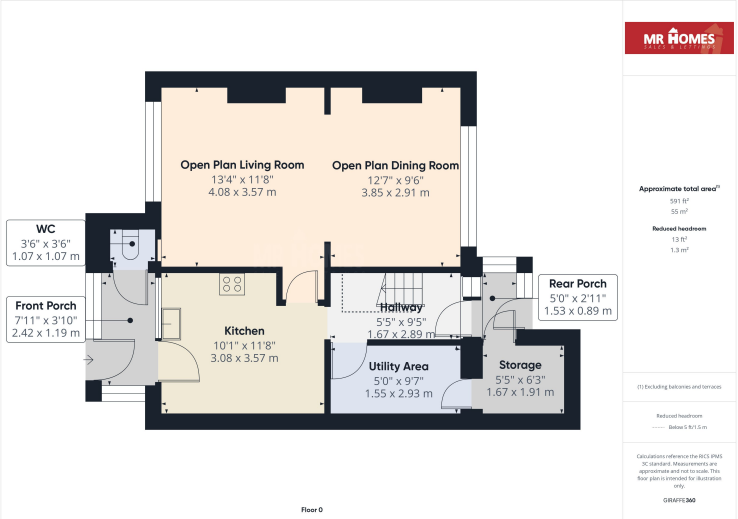 MR HOMES
SALES & LETTINGS
Approximate total area⁽¹⁾
591 ft²
55 m²
Reduced headroom
13 ft²
1.3 m²
Open Plan Living Room
13'4" x 11'8"
4.08 x 3.57 m
Open Plan Dining Room
12'7" x 9'6"
3.85 x 2.91 m
WC
3'6" x 3'6"
1.07 x 1.07 m
Front Porch
7'11" x 3'10"
2.42 x 1.19 m
Kitchen
10'1" x 11'8"
3.08 x 3.57 m
Hallway
5'5" x 9'5"
1.67 x 2.89 m
Rear Porch
5'0" x 2'11"
1.53 x 0.89 m
Utility Area
5'0" x 9'7"
1.55 x 2.93 m
Storage
5'5" x 6'3"
1.67 x 1.91 m
(1) Excluding balconies and terraces
Reduced headroom
Below 5 ft/1.5 m
Calculations reference the RICS IPMS
3C standard. Measurements are
approximate and not to scale. This
floor plan is intended for illustration
only.
GIRAFFE360
Floor 0